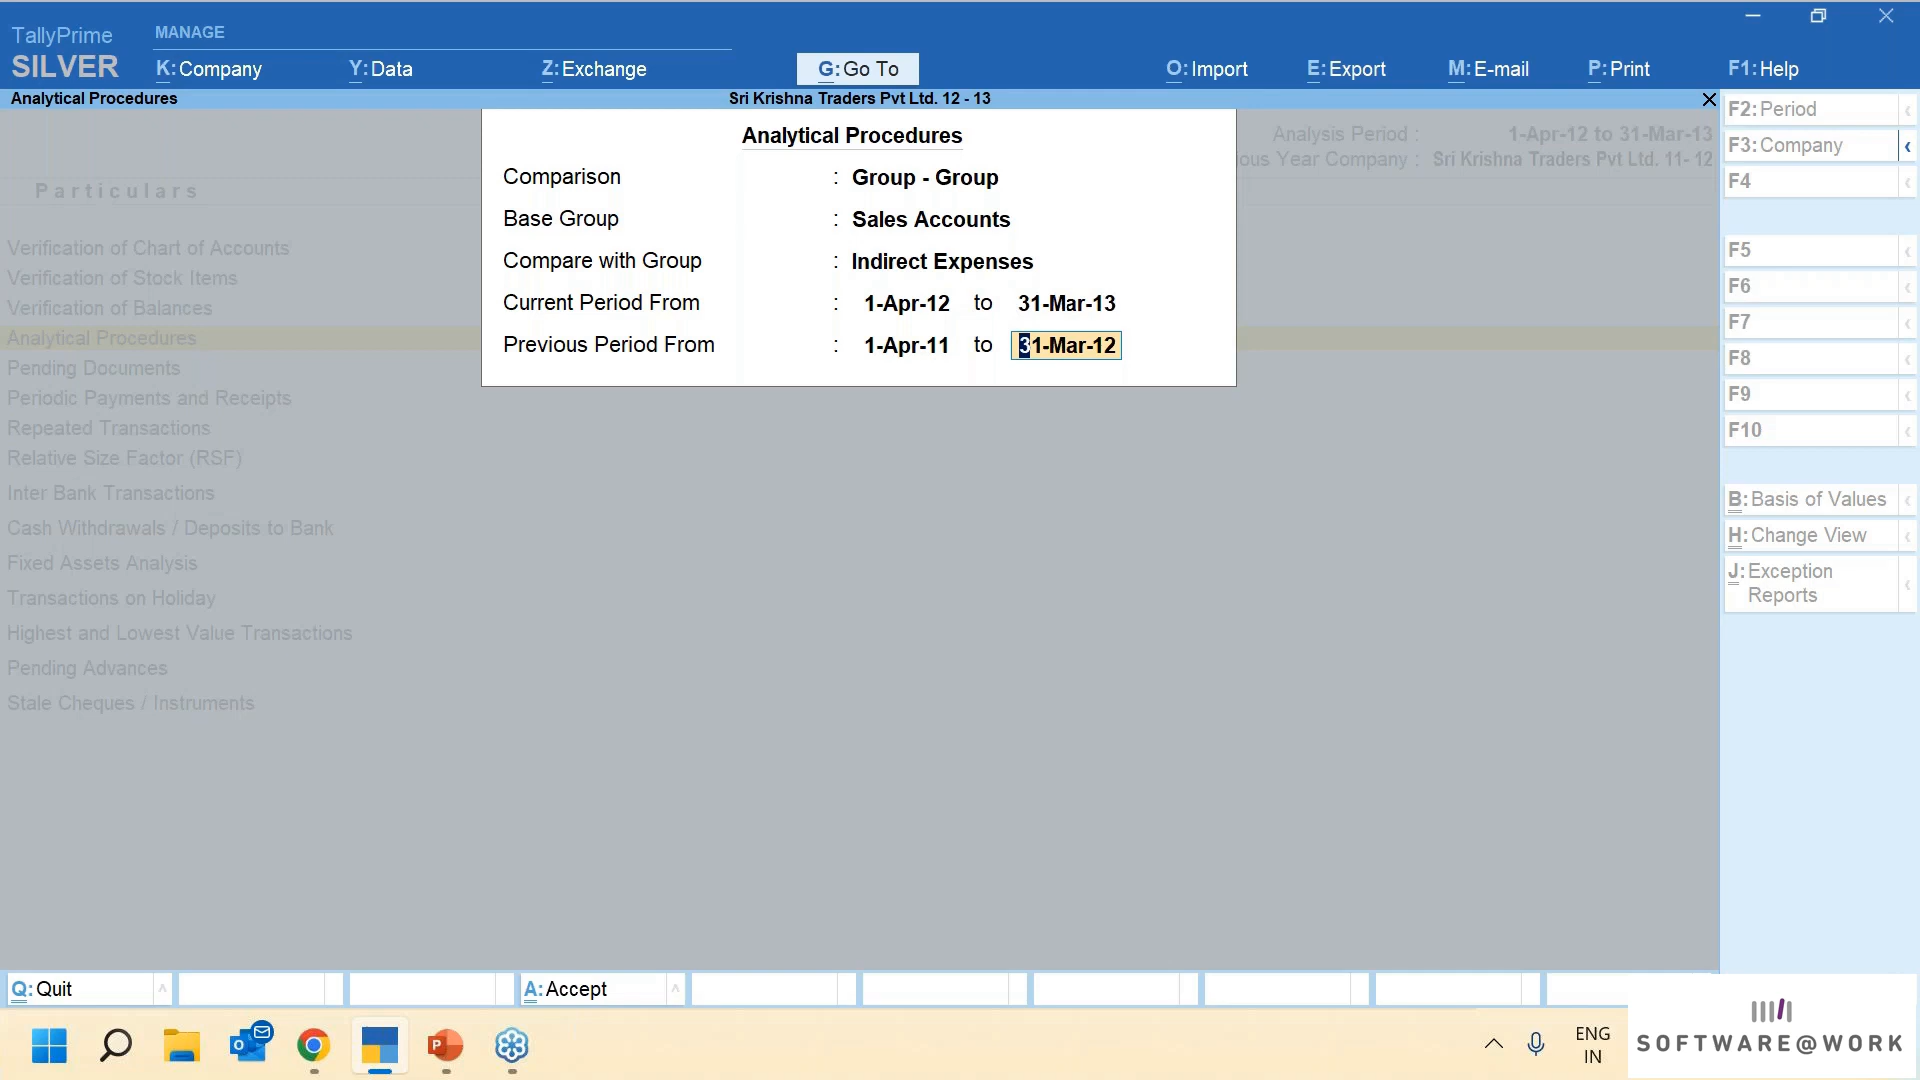 TallyPrime
SILVER
MANAGE
K:Company Y:Data Z:Exchange G:Go To O:Import E:Export M:E-mail P:Print F1:Help
Analytical Procedures Sri Krishna Traders Pvt Ltd. 12 - 13
Analytical Procedures
Comparison : Group - Group
Base Group : Sales Accounts
Compare with Group : Indirect Expenses
Current Period From : 1-Apr-12 to 31-Mar-13
Previous Period From : 1-Apr-11 to 31-Mar-12
Analysis Period : 1-Apr-12 to 31-Mar-13
ious Year Company : Sri Krishna Traders Pvt Ltd. 11- 12
Particulars
Verification of Chart of Accounts
Verification of Stock Items
Verification of Balances
Analytical Procedures
Pending Documents
Periodic Payments and Receipts
Repeated Transactions
Relative Size Factor (RSF)
Inter Bank Transactions
Cash Withdrawals / Deposits to Bank
Fixed Assets Analysis
Transactions on Holiday
Highest and Lowest Value Transactions
Pending Advances
Stale Cheques / Instruments
F2:Period
F3:Company
F4
F5
F6
F7
F8
F9
F10
B:Basis of Values
H:Change View
J:Exception
Reports
Q:Quit A:Accept
ENG
IN
SOFTWARE@WORK